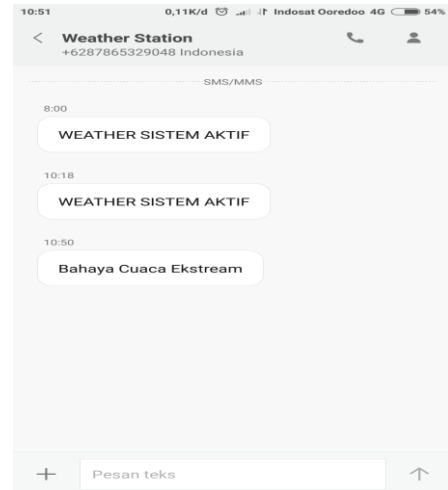 10:51 0,11K/d Indosat Ooredoo 4G 54%
Weather Station
+6287865329048 Indonesia
SMS/MMS
8:00
WEATHER SISTEM AKTIF
10:18
WEATHER SISTEM AKTIF
10:50
Bahaya Cuaca Ekstream
Pesan teks